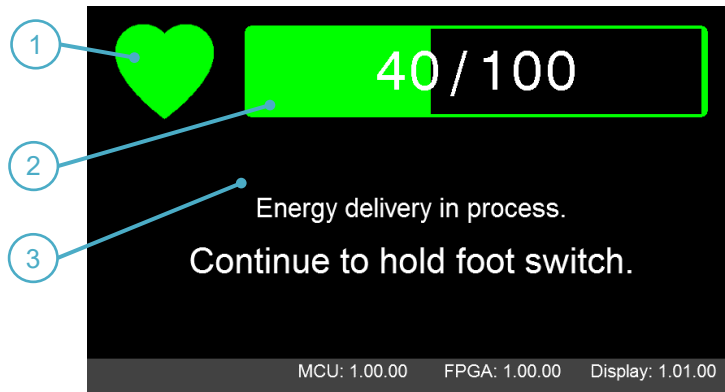 1
40/100
2
Energy delivery in process.
3
Continue to hold foot switch.
MCU: 1.00.00 FPGA: 1.00.00 Display: 1.01.00